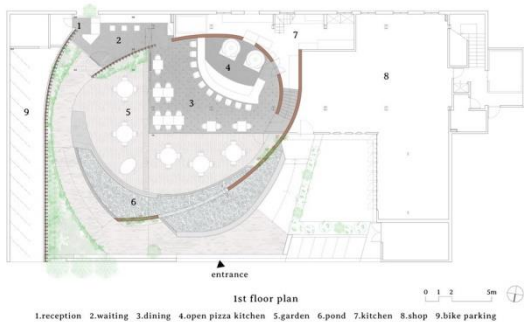 1
2
7
4
8
3
9
5
6
entrance
1st floor plan
0 1 2 5m
1.reception 2.waiting 3.dining 4.open pizza kitchen 5.garden 6.pond 7.kitchen 8.shop 9.bike parking